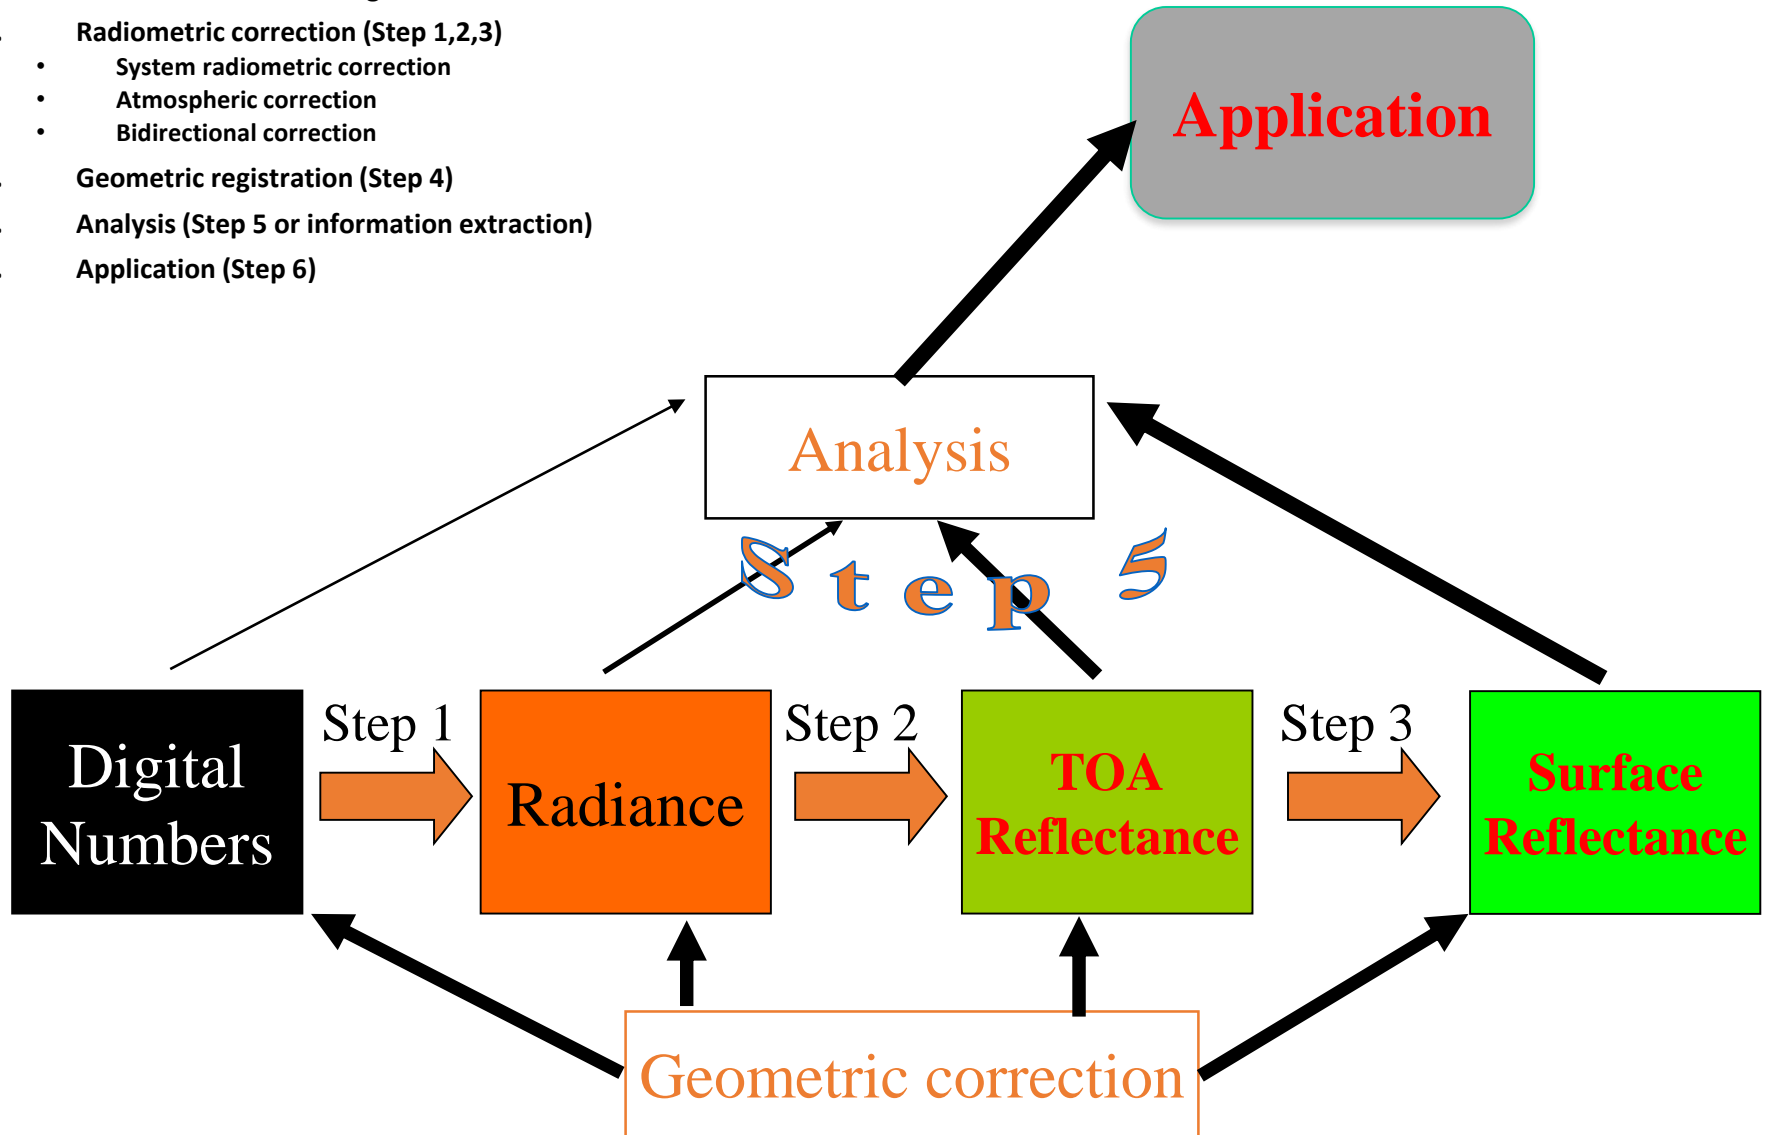 Radiometric correction (Step 1,2,3)
• System radiometric correction
• Atmospheric correction
• Bidirectional correction
Geometric registration (Step 4)
Analysis (Step 5 or information extraction)
Application (Step 6)
Application
Analysis
Step 5
Step 1
Step 2
Step 3
Digital
Numbers
Radiance
TOA
Reflectance
Surface
Reflectance
Geometric correction